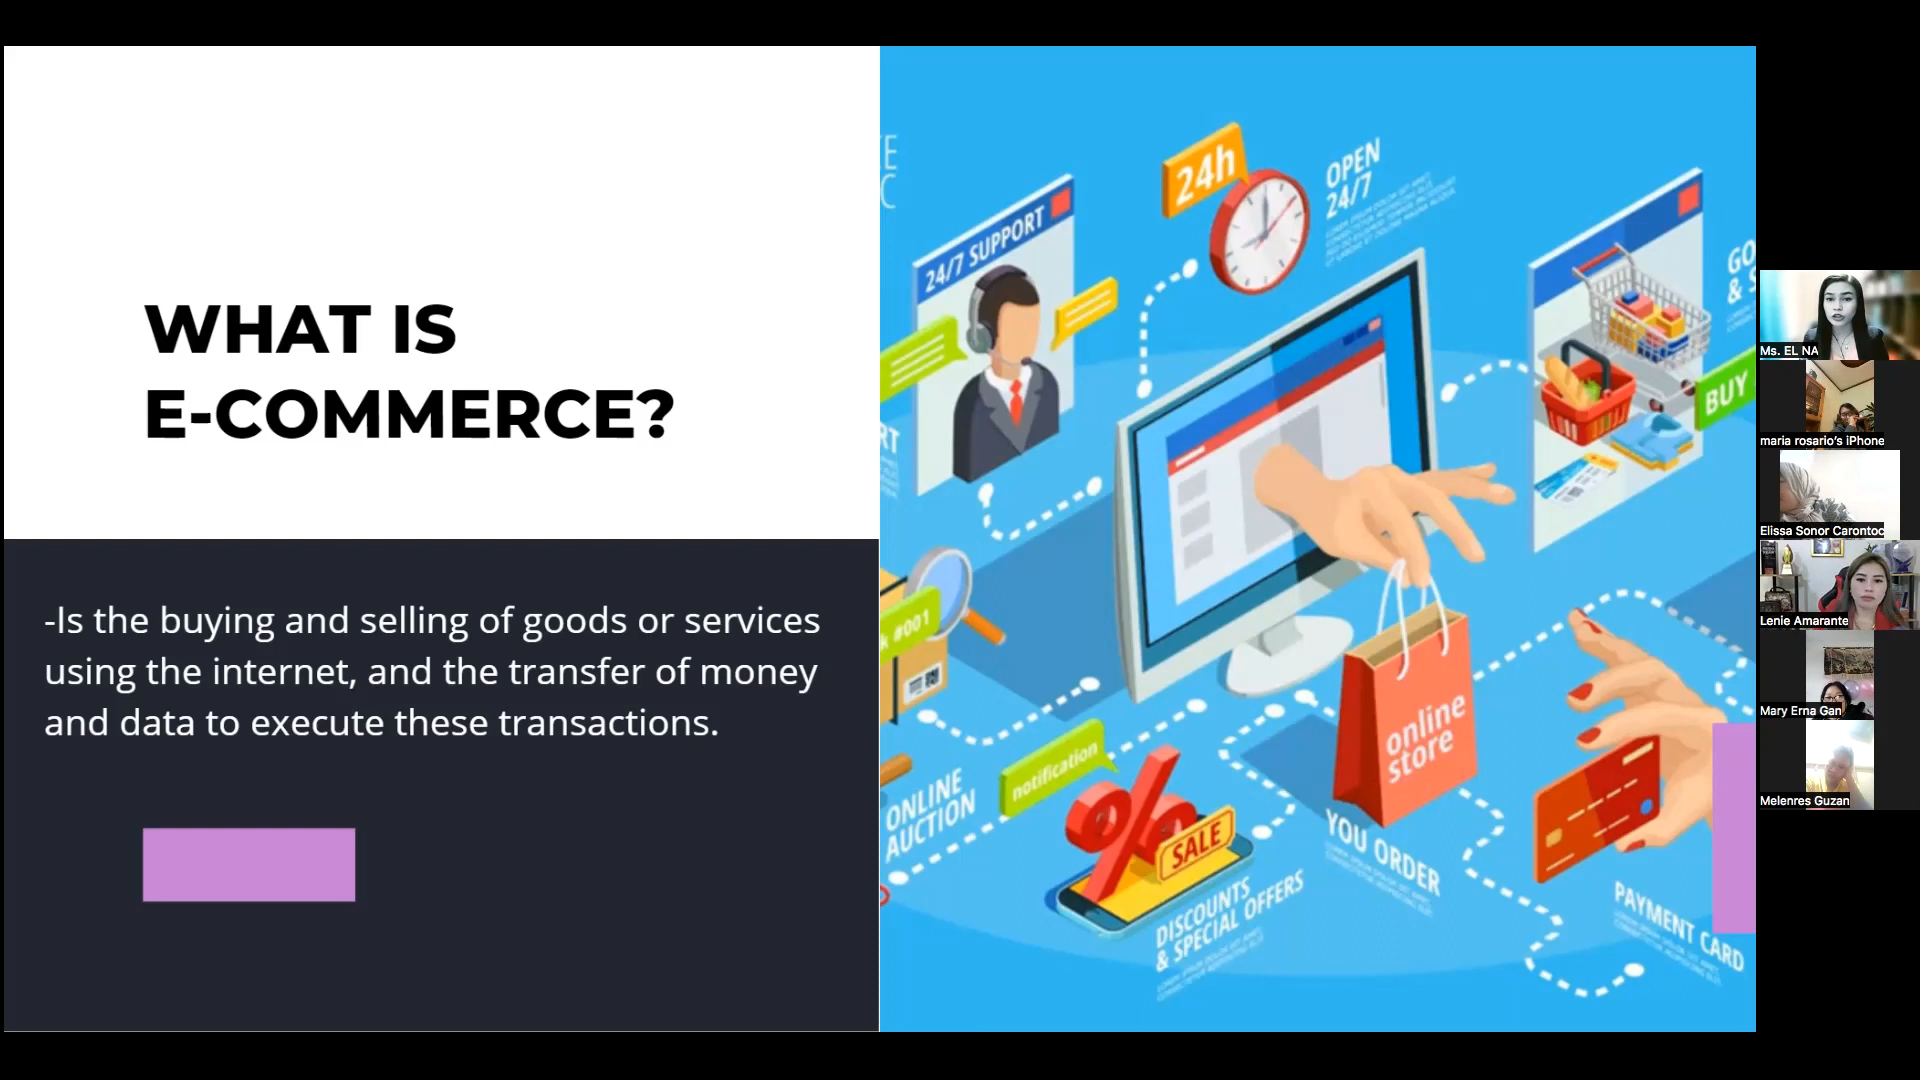 WHAT IS
E-COMMERCE?
-Is the buying and selling of goods or services
using the internet, and the transfer of money
and data to execute these transactions.
24/7 SUPPORT
24h
OPEN
24/7
BUY
#001
ONLINE
AUCTION
notification
SALE
DISCOUNTS
& SPECIAL OFFERS
online
store
YOU ORDER
PAYMENT CARD
Ms. EL NA
maria rosario's iPhone
Elissa Sonor Carontoc
Lenie Amarante
Mary Erna Gan
Melenres Guzan